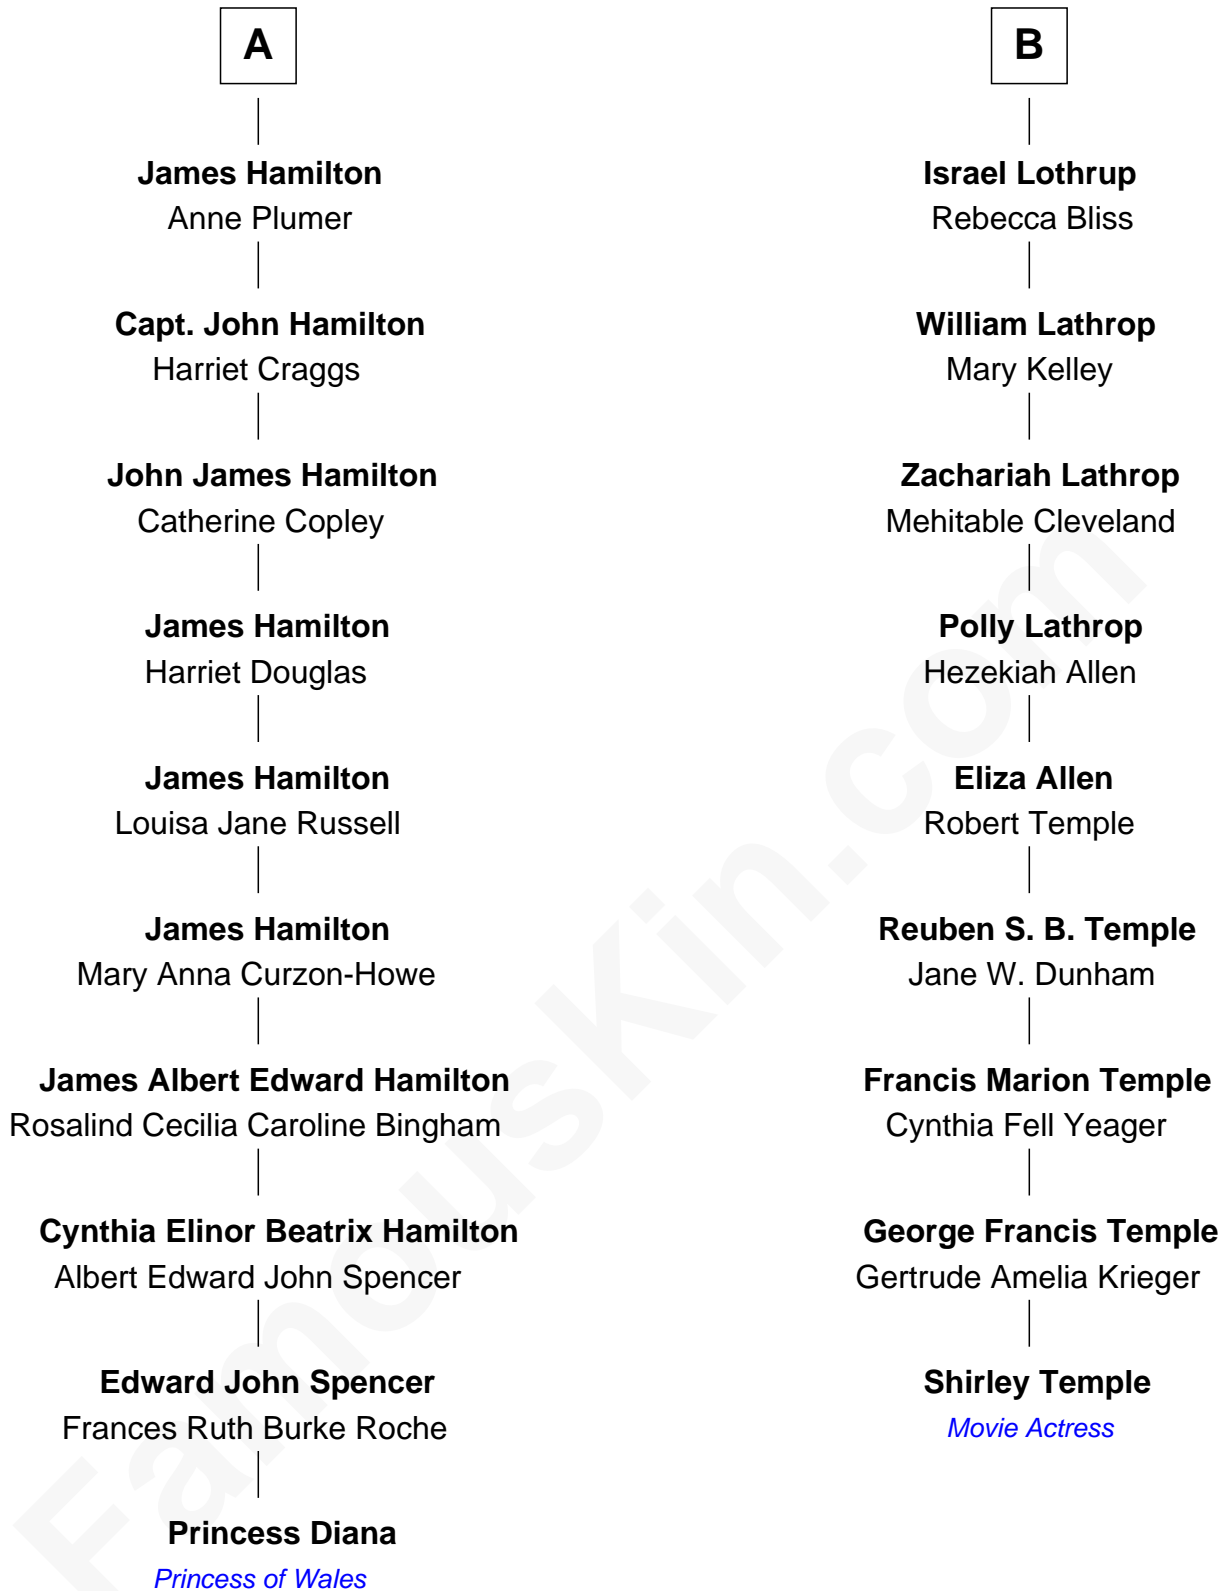 A
James Hamilton
Anne Plumer
Capt. John Hamilton
Harriet Craggs
John James Hamilton
Catherine Copley
James Hamilton
Harriet Douglas
James Hamilton
Louisa Jane Russell
James Hamilton
Mary Anna Curzon-Howe
James Albert Edward Hamilton
Rosalind Cecilia Caroline Bingham
Cynthia Elinor Beatrix Hamilton
Albert Edward John Spencer
Edward John Spencer
Frances Ruth Burke Roche
Princess Diana
Princess of Wales
B
Israel Lothrup
Rebecca Bliss
William Lathrop
Mary Kelley
Zachariah Lathrop
Mehitable Cleveland
Polly Lathrop
Hezekiah Allen
Eliza Allen
Robert Temple
Reuben S. B. Temple
Jane W. Dunham
Francis Marion Temple
Cynthia Fell Yeager
George Francis Temple
Gertrude Amelia Krieger
Shirley Temple
Movie Actress
FamousKin.com